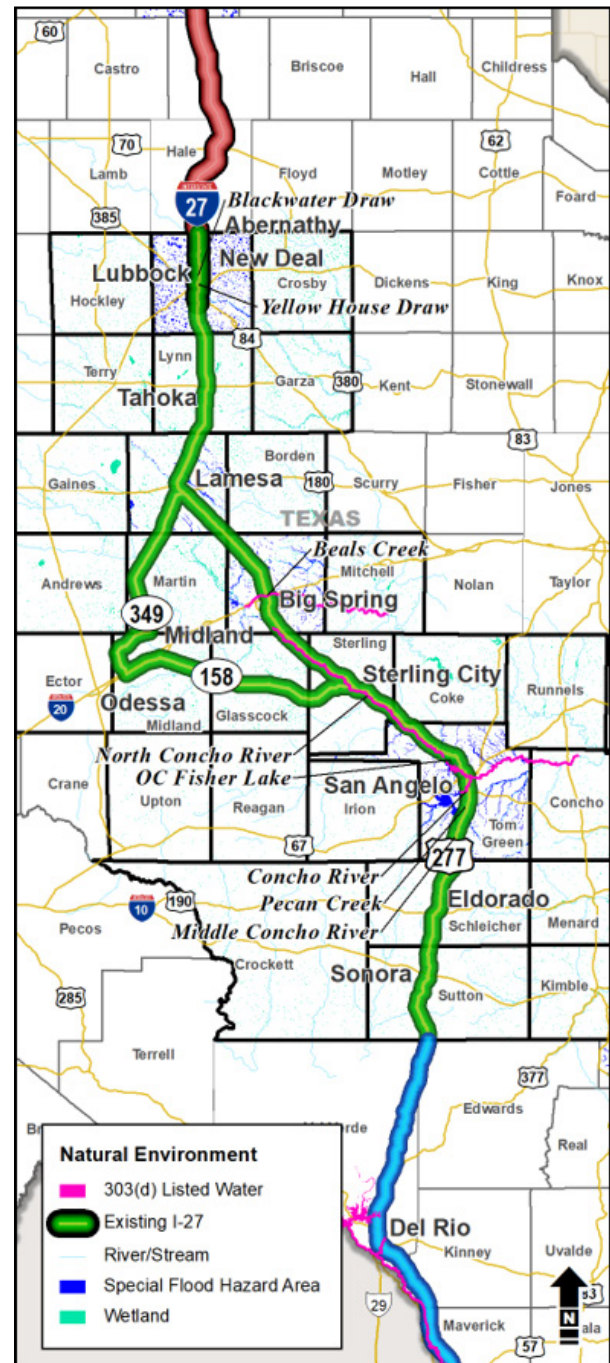 60
Castro
Briscoe
Hall
Childress
70
62
Hale
Lamb
Floyd
Motley
Cottle
Foard
385
27
Blackwater Draw
Abernathy
New Deal
Lubbock
Hockley
Crosby
Dickens
King
Knox
Yellow House Draw
84
Lynn
Terry
Garza
380
Kent
Stonewall
Tahoka
83
Borden
Gaines
Lamesa
180
Scurry
Fisher
Jones
TEXAS
Beals Creek
Andrews
Martin
Mitchell
Nolan
Taylor
Big Spring
349
Midland
Sterling
Sterling City
Ector
158
Coke
Runnels
20
Odessa
Midland
Glasscock
North Concho River
OC Fisher Lake
Crane
Upton
Reagan
San Angelo
Irion
Tom
Green
Concho
67
277
Concho River
Pecan Creek
Middle Concho River
Eldorado
Schleicher
Menard
190
10
Pecos
Crockett
Sonora
Sutton
Kimble
285
Terrell
377
Edwards
Real
Del Rio
Kinney
Uvalde
29
83
Maverick
57
Natural Environment
303(d) Listed Water
Existing I-27
River/Stream
Special Flood Hazard Area
Wetland
N